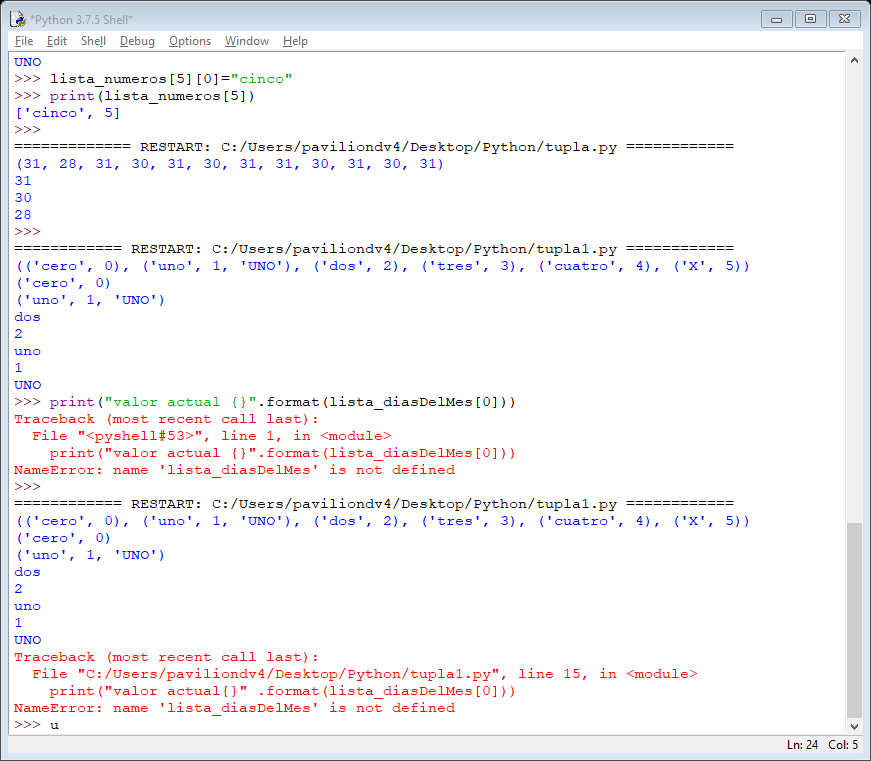 *Python 3.7.5 Shell*
File Edit Shell Debug Options Window Help
UNO
>>> lista_numeros[5][0]="cinco"
>>> print(lista_numeros[5])
['cinco', 5]
>>>
============= RESTART: C:/Users/paviliondv4/Desktop/Python/tupla.py ============
(31, 28, 31, 30, 31, 30, 31, 31, 30, 31, 30, 31)
31
30
28
>>>
============ RESTART: C:/Users/paviliondv4/Desktop/Python/tupla1.py ============
(('cero', 0), ('uno', 1, 'UNO'), ('dos', 2), ('tres', 3), ('cuatro', 4), ('X', 5))
('cero', 0)
('uno', 1, 'UNO')
dos
2
uno
1
UNO
>>> print("valor actual {}".format(lista_diasDelMes[0]))
Traceback (most recent call last):
  File "<pyshell#53>", line 1, in <module>
    print("valor actual {}".format(lista_diasDelMes[0]))
NameError: name 'lista_diasDelMes' is not defined
>>>
============ RESTART: C:/Users/paviliondv4/Desktop/Python/tupla1.py ============
(('cero', 0), ('uno', 1, 'UNO'), ('dos', 2), ('tres', 3), ('cuatro', 4), ('X', 5))
('cero', 0)
('uno', 1, 'UNO')
dos
2
uno
1
UNO
Traceback (most recent call last):
  File "C:/Users/paviliondv4/Desktop/Python/tupla1.py", line 15, in <module>
    print("valor actual{}" .format(lista_diasDelMes[0]))
NameError: name 'lista_diasDelMes' is not defined
>>> u
Ln: 24 Col: 5